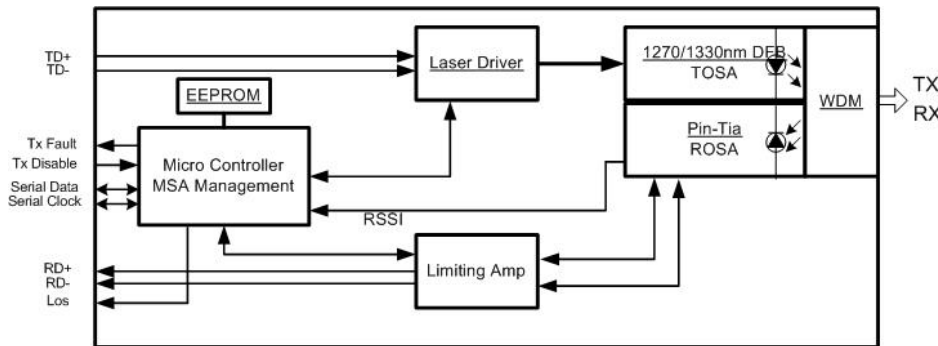 TD+
TD-
Laser Driver
1270/1330nm DFB
TOSA
WDM
TX
RX
EEPROM
Pin-Tia
ROSA
Tx Fault
Tx Disable
Serial Data
Serial Clock
Micro Controller
MSA Management
RSSI
RD+
RD-
Los
Limiting Amp